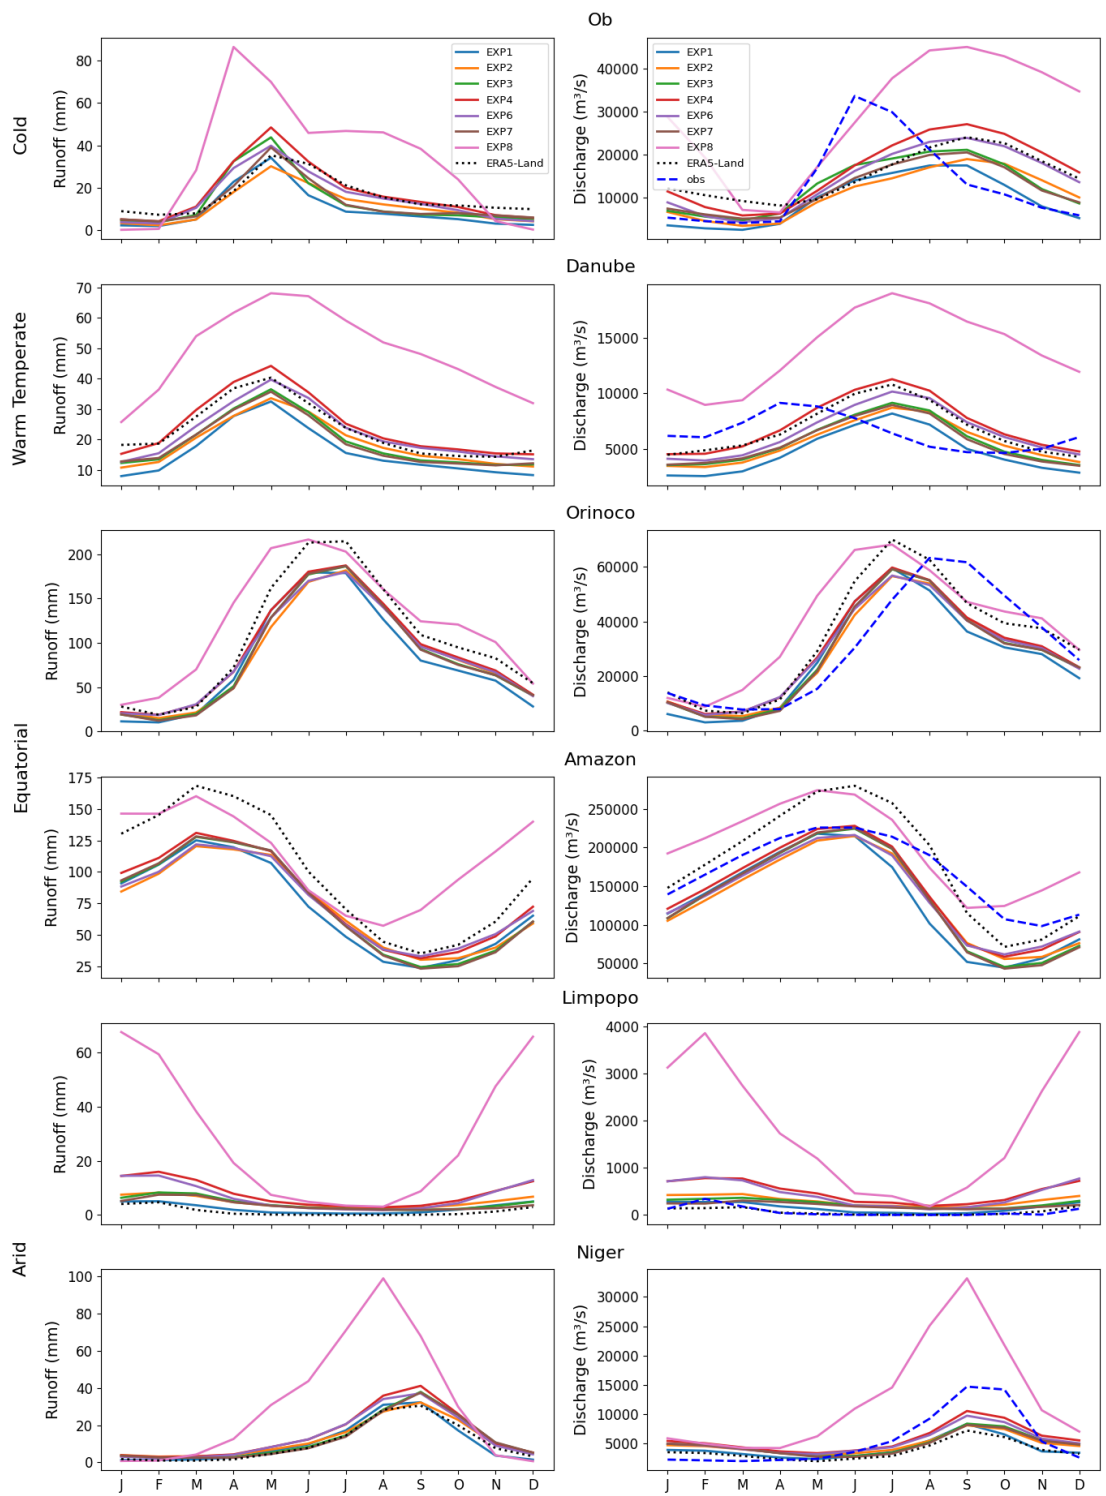 Ob
Cold
Runoff (mm)
80
60
40
20
0
EXP1
EXP2
EXP3
EXP4
EXP6
EXP7
EXP8
ERA5-Land
Discharge (m³/s)
40000
30000
20000
10000
0
EXP1
EXP2
EXP3
EXP4
EXP6
EXP7
EXP8
ERA5-Land
obs
Danube
Warm Temperate
Runoff (mm)
70
60
50
40
30
20
10
Discharge (m³/s)
15000
10000
5000
Orinoco
Equatorial
Runoff (mm)
200
150
100
50
0
Discharge (m³/s)
60000
40000
20000
0
Amazon
Runoff (mm)
175
150
125
100
75
50
25
Discharge (m³/s)
250000
200000
150000
100000
50000
Limpopo
Arid
Runoff (mm)
60
40
20
0
Discharge (m³/s)
4000
3000
2000
1000
0
Niger
Runoff (mm)
100
80
60
40
20
0
J F M A M J J A S O N D
Discharge (m³/s)
30000
25000
20000
15000
10000
5000
J F M A M J J A S O N D